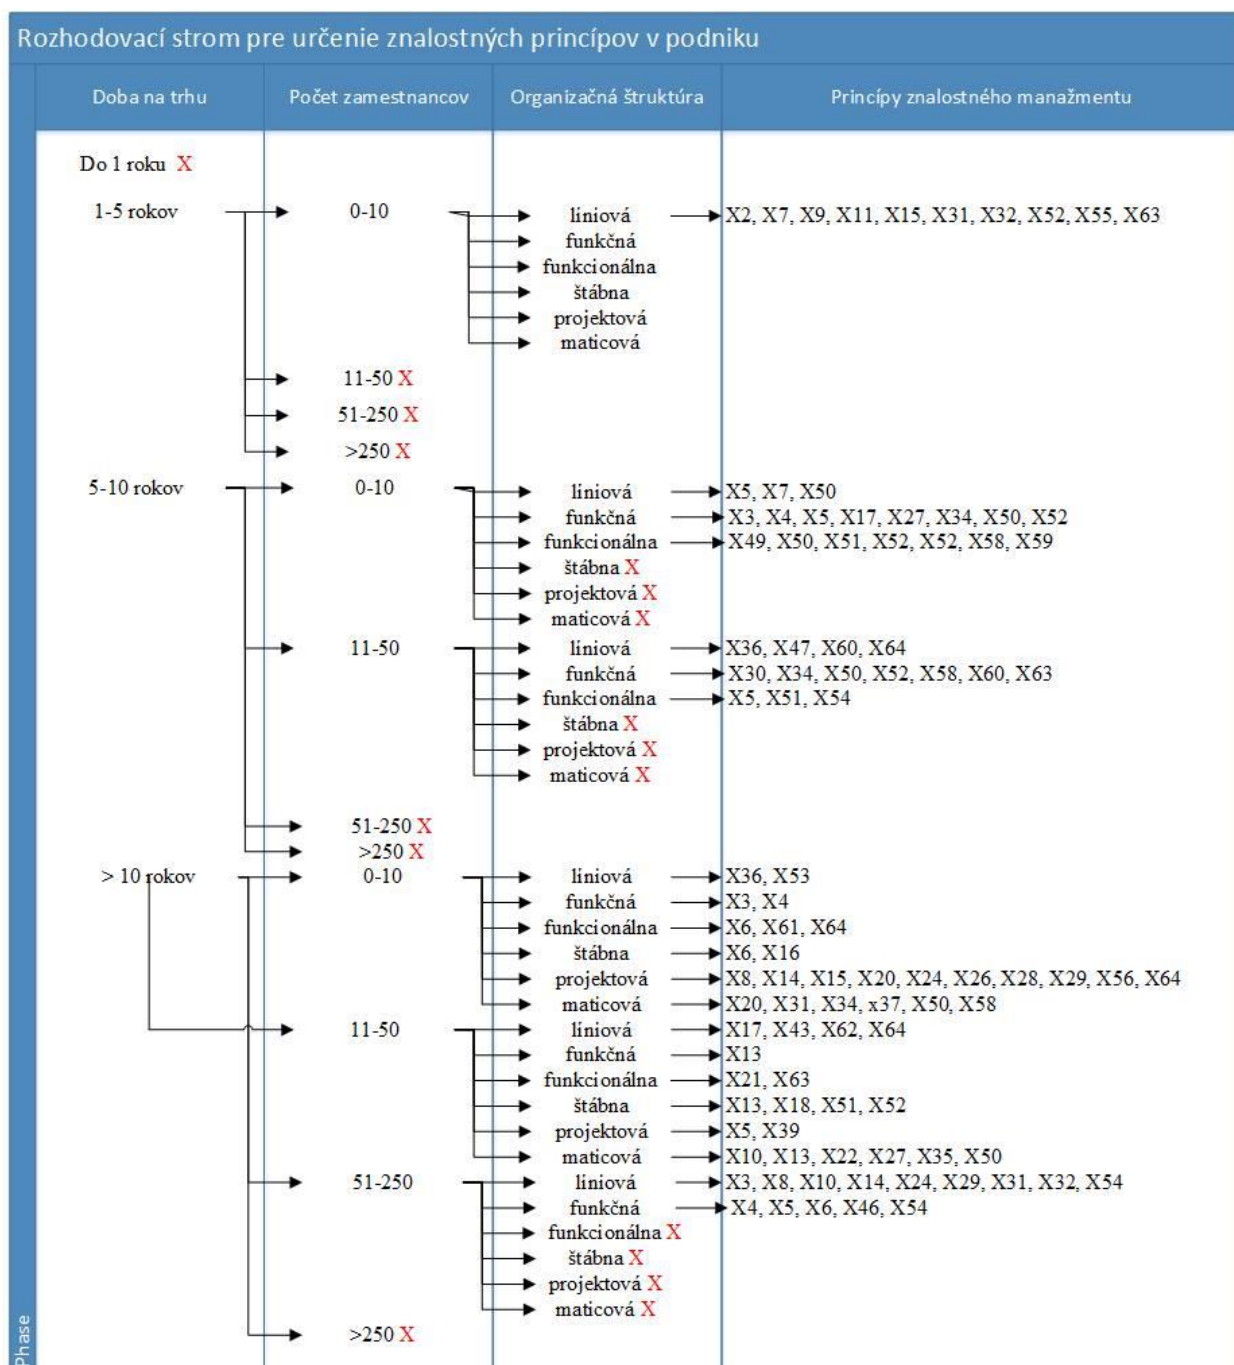 Rozhodovací strom pre určenie znalostných princípov v podniku
Doba na trhu Počet zamestnancov Organizačná štruktúra Princípy znalostného manažmentu
Do 1 roku X
1-5 rokov 0-10 líniová X2, X7, X9, X11, X15, X31, X32, X52, X55, X63
funkčná
funkcionálna
štábna
projektová
maticová
11-50 X
51-250 X
>250 X
5-10 rokov 0-10 líniová X5, X7, X50
funkčná X3, X4, X5, X17, X27, X34, X50, X52
funkcionálna X49, X50, X51, X52, X52, X58, X59
štábna X
projektová X
maticová X
11-50 líniová X36, X47, X60, X64
funkčná X30, X34, X50, X52, X58, X60, X63
funkcionálna X5, X51, X54
štábna X
projektová X
maticová X
51-250 X
>250 X
> 10 rokov 0-10 líniová X36, X53
funkčná X3, X4
funkcionálna X6, X61, X64
štábna X6, X16
projektová X8, X14, X15, X20, X24, X26, X28, X29, X56, X64
maticová X20, X31, X34, x37, X50, X58
11-50 líniová X17, X43, X62, X64
funkčná X13
funkcionálna X21, X63
štábna X13, X18, X51, X52
projektová X5, X39
maticová X10, X13, X22, X27, X35, X50
51-250 líniová X3, X8, X10, X14, X24, X29, X31, X32, X54
funkčná X4, X5, X6, X46, X54
funkcionálna X
štábna X
projektová X
maticová X
>250 X
Phase